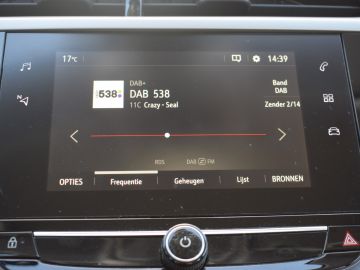 17°C 14:39
DAB+
538
DAB 538
11C Crazy - Seal
Band
DAB
Zender 2/14
RDS DAB FM
OPTIES Frequentie Geheugen Lijst BRONNEN